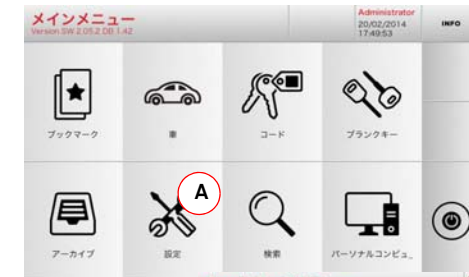 メインメニュー
Version SW 2.05.2 DB 1.42
Administrator
20/02/2014
17:49:53
INFO
ブックマーク
車
コード
ブランクキー
A
アーカイブ
設定
検索
パーソナルコンピュ_